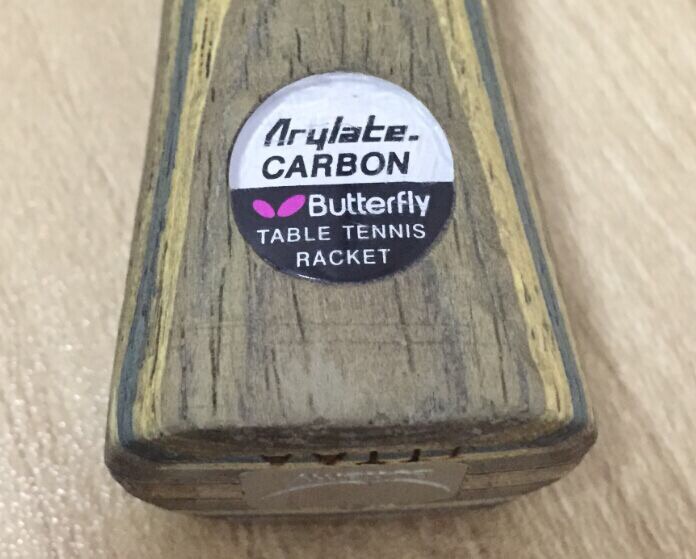 Arylate.
CARBON
Butterfly
TABLE TENNIS
RACKET